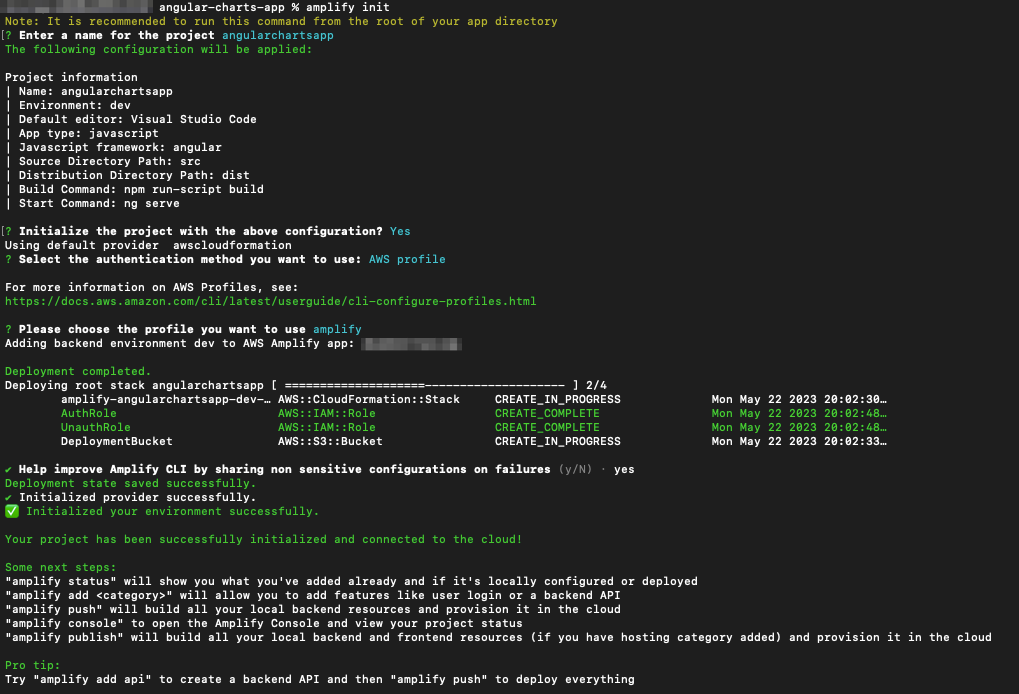 angular-charts-app % amplify init
Note: It is recommended to run this command from the root of your app directory
[? Enter a name for the project angularchartsapp
The following configuration will be applied:
Project information
| Name: angularchartsapp
| Environment: dev
| Default editor: Visual Studio Code
| App type: javascript
| Javascript framework: angular
| Source Directory Path: src
| Distribution Directory Path: dist
| Build Command: npm run-script build
| Start Command: ng serve
[? Initialize the project with the above configuration? Yes
Using default provider  awscloudformation
? Select the authentication method you want to use: AWS profile
For more information on AWS Profiles, see:
https://docs.aws.amazon.com/cli/latest/userguide/cli-configure-profiles.html
? Please choose the profile you want to use amplify
Adding backend environment dev to AWS Amplify app:
Deployment completed.
Deploying root stack angularchartsapp [ ====================-------------------- ] 2/4
amplify-angularchartsapp-dev-… AWS::CloudFormation::Stack CREATE_IN_PROGRESS Mon May 22 2023 20:02:30…
AuthRole AWS::IAM::Role CREATE_COMPLETE Mon May 22 2023 20:02:48…
UnauthRole AWS::IAM::Role CREATE_COMPLETE Mon May 22 2023 20:02:48…
DeploymentBucket AWS::S3::Bucket CREATE_IN_PROGRESS Mon May 22 2023 20:02:33…
✔ Help improve Amplify CLI by sharing non sensitive configurations on failures (y/N) · yes
Deployment state saved successfully.
✔ Initialized provider successfully.
✅ Initialized your environment successfully.
Your project has been successfully initialized and connected to the cloud!
Some next steps:
"amplify status" will show you what you've added already and if it's locally configured or deployed
"amplify add <category>" will allow you to add features like user login or a backend API
"amplify push" will build all your local backend resources and provision it in the cloud
"amplify console" to open the Amplify Console and view your project status
"amplify publish" will build all your local backend and frontend resources (if you have hosting category added) and provision it in the cloud
Pro tip:
Try "amplify add api" to create a backend API and then "amplify push" to deploy everything